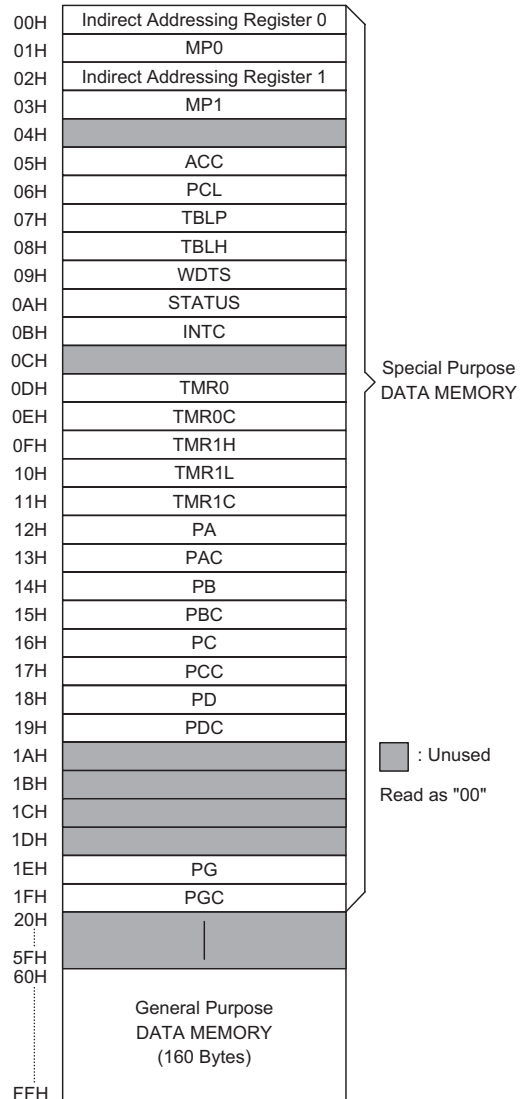 00H Indirect Addressing Register 0
01H MP0
02H Indirect Addressing Register 1
03H MP1
04H
05H ACC
06H PCL
07H TBLP
08H TBLH
09H WDTS
0AH STATUS
0BH INTC
0CH
Special Purpose
DATA MEMORY
0DH TMR0
0EH TMR0C
0FH TMR1H
10H TMR1L
11H TMR1C
12H PA
13H PAC
14H PB
15H PBC
16H PC
17H PCC
18H PD
19H PDC
1AH
: Unused
1BH
Read as "00"
1CH
1DH
1EH PG
1FH PGC
20H
5FH
60H
General Purpose
DATA MEMORY
(160 Bytes)
FFH